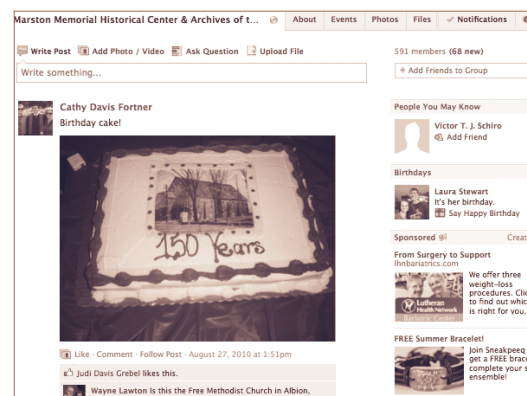 Marston Memorial Historical Center & Archives of t...
About
Events
Photos
Files
Notifications
Write Post
Add Photo / Video
Ask Question
Upload File
Write something...
591 members (68 new)
+ Add Friends to Group
Cathy Davis Fortner
Birthday cake!
150 Years
Like · Comment · Follow Post · August 27, 2010 at 1:51pm
Judi Davis Grebel likes this.
Wayne Lawton Is this the Free Methodist Church in Albion,
People You May Know
Victor T. J. Schiro
Add Friend
Birthdays
Laura Stewart
It's her birthday.
Say Happy Birthday
Sponsored
Creat
From Surgery to Support
lhnbariatrics.com
Lutheran
Health Network
Bariatric Center
We offer three
weight-loss
procedures. Clic
to find out whic
is right for you.
FREE Summer Bracelet!
Join Sneakpeeq
get a FREE brac
complete your s
ensemble!